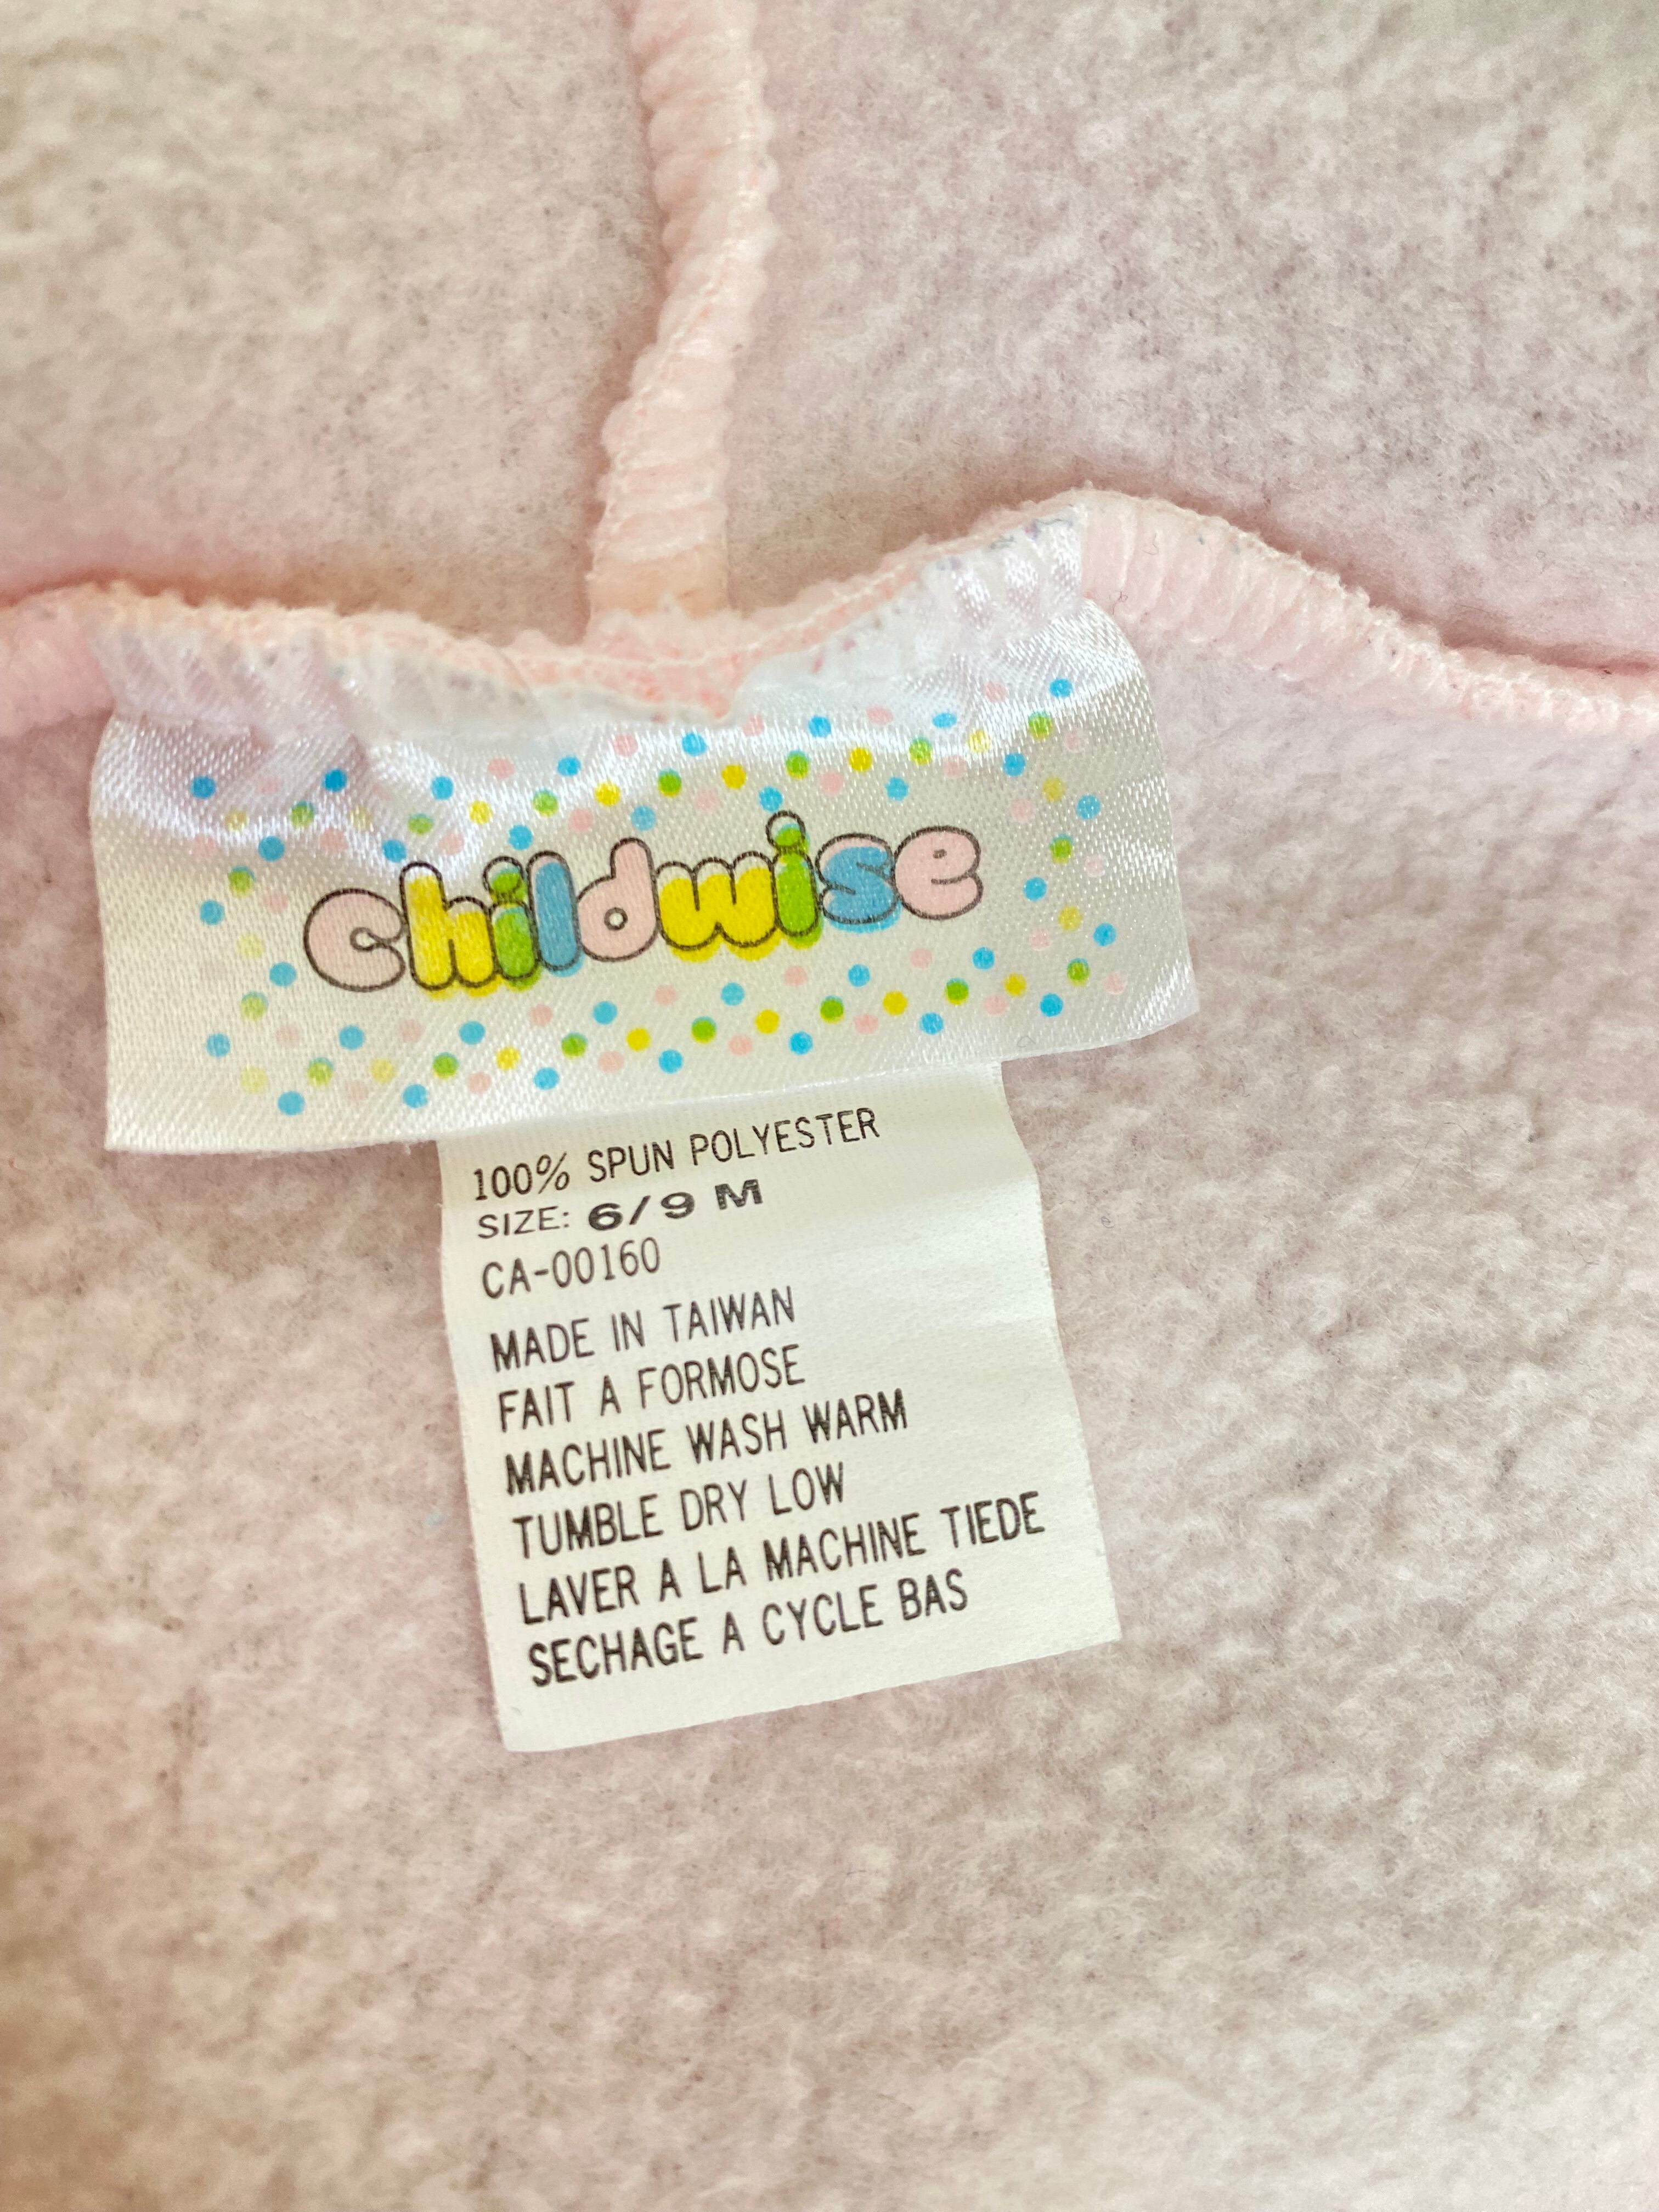 childwise
100% SPUN POLYESTER
SIZE: 6/9 M
CA-00160
MADE IN TAIWAN
FAIT A FORMOSE
MACHINE WASH WARM
TUMBLE DRY LOW
LAVER A LA MACHINE TIEDE
SECHAGE A CYCLE BAS